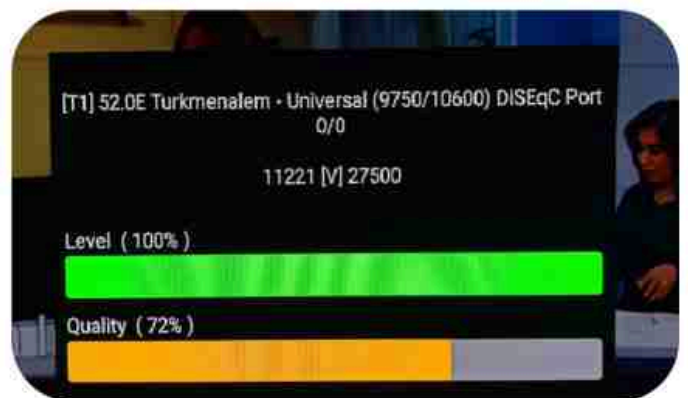 [T1] 52.0E Turkmenalem - Universal (9750/10600) DiSEqC Port
0/0
11221 [V] 27500
Level ( 100% )
Quality ( 72% )